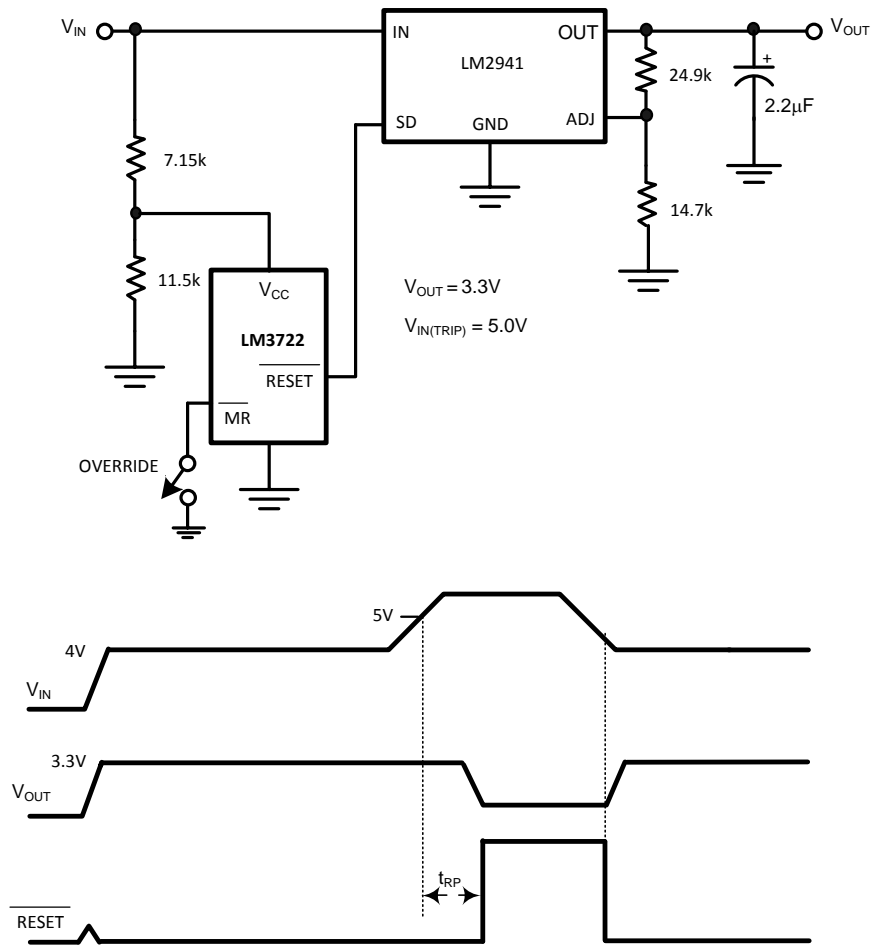 V_IN
IN
OUT
V_OUT
LM2941
24.9k
SD
GND
ADJ
2.2μF
7.15k
14.7k
11.5k
V_CC
V_OUT = 3.3V
LM3722
V_IN(TRIP) = 5.0V
RESET
MR
OVERRIDE
5V
4V
V_IN
3.3V
V_OUT
t_RP
RESET